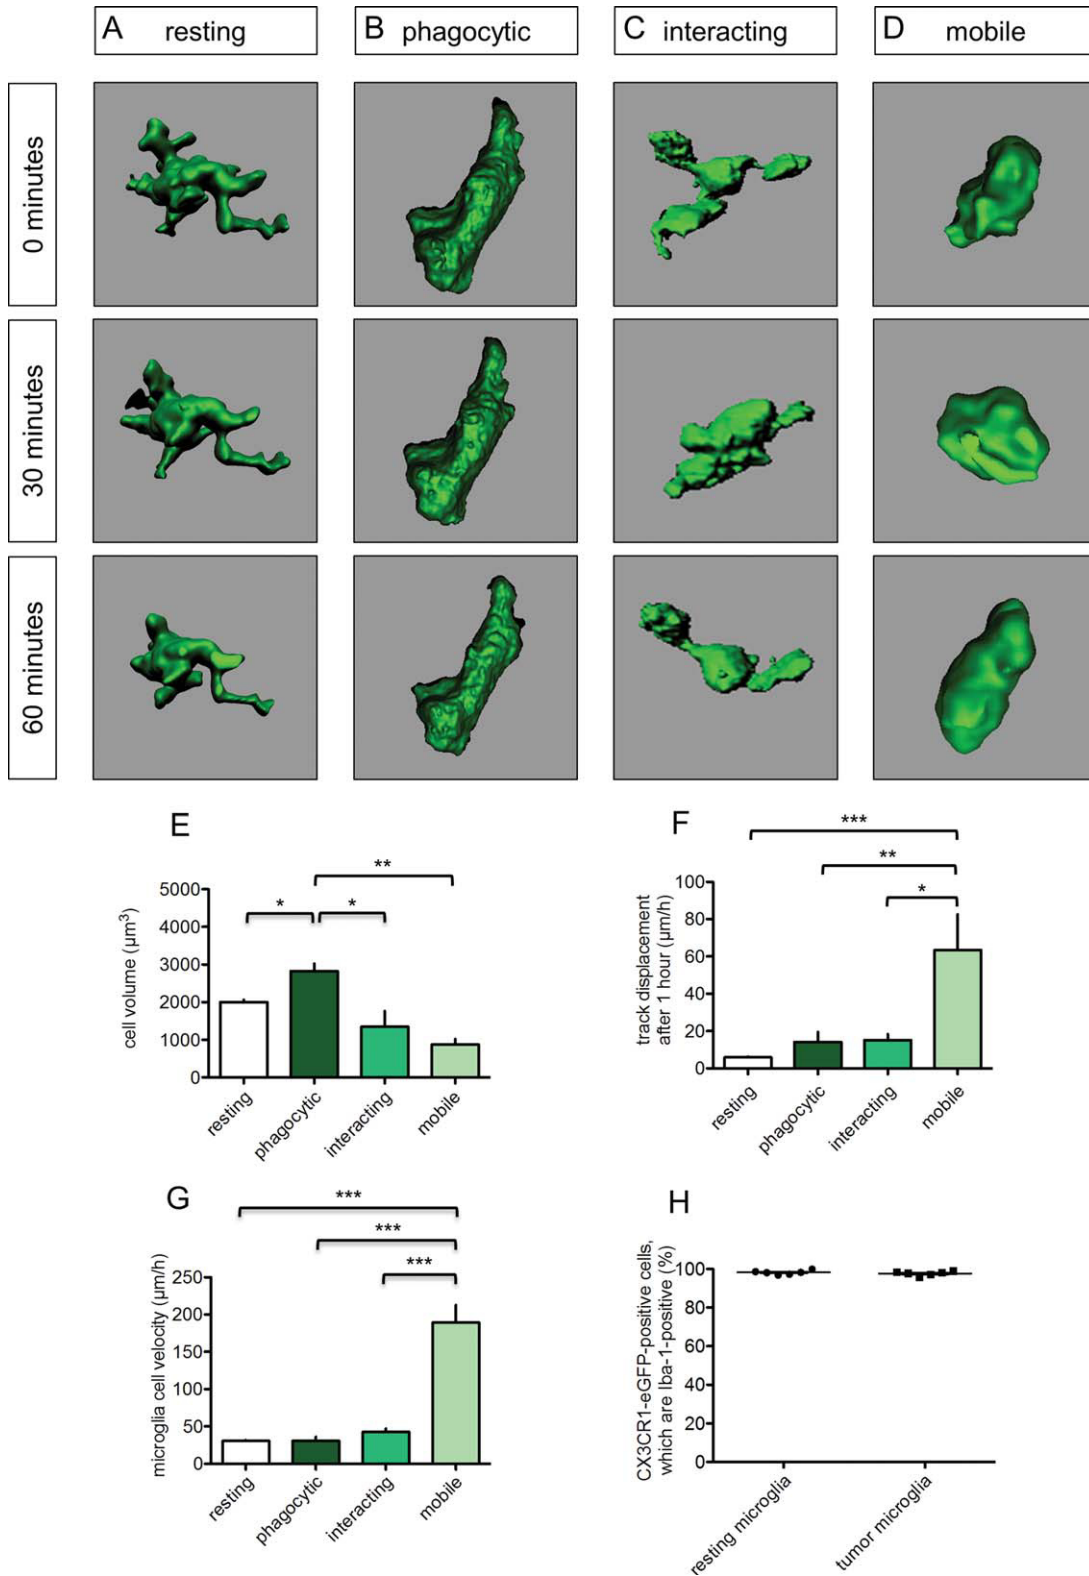 A resting
B phagocytic
C interacting
D mobile
0 minutes
30 minutes
60 minutes
E
**
* *
cell volume (µm³)
5000
4000
3000
2000
1000
0
resting
phagocytic
interacting
mobile
F
***
**
*
track displacement
after 1 hour (µm/h)
100
80
60
40
20
0
resting
phagocytic
interacting
mobile
G
***
***
***
microglia cell velocity (µm/h)
250
200
150
100
50
0
resting
phagocytic
interacting
mobile
H
CX3CR1-eGFP-positive cells,
which are Iba-1-positive (%)
100
80
60
40
20
0
resting microglia
tumor microglia